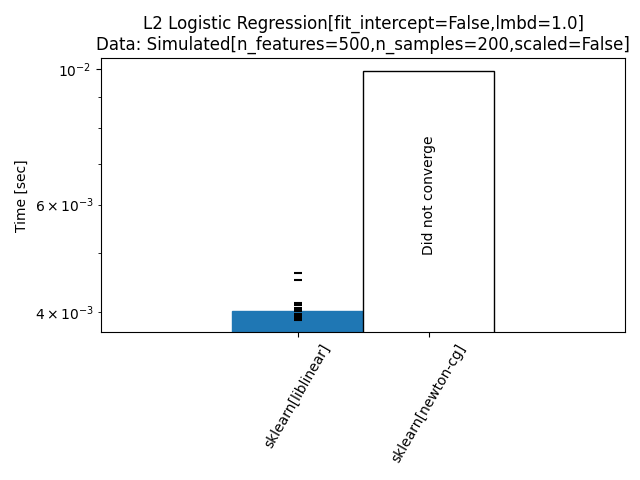 L2 Logistic Regression[fit_intercept=False,lmbd=1.0]
Data: Simulated[n_features=500,n_samples=200,scaled=False]
Time [sec]
10⁻²
6 × 10⁻³
4 × 10⁻³
Did not converge
sklearn[liblinear]
sklearn[newton-cg]